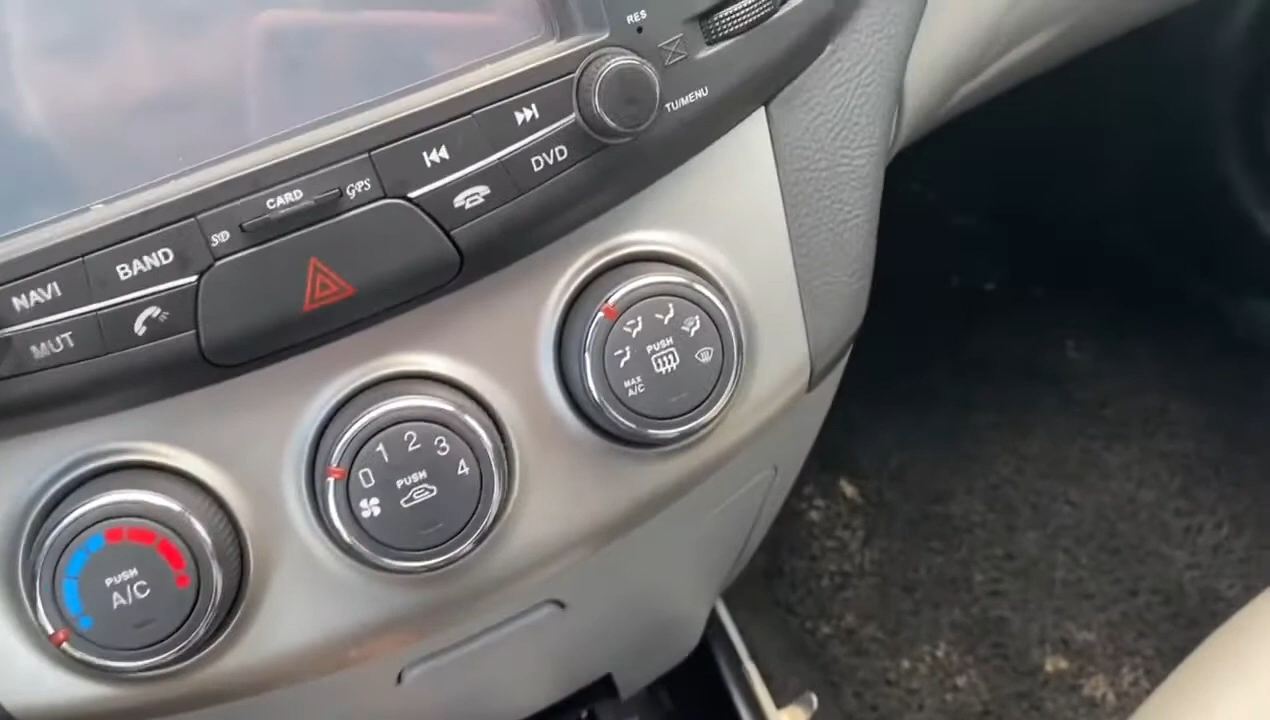 RES
TU/MENU
DVD
CARD
GPS
SD
BAND
NAVI
MUT
PUSH
MAX
A/C
0 1 2 3 4
PUSH
PUSH
A/C